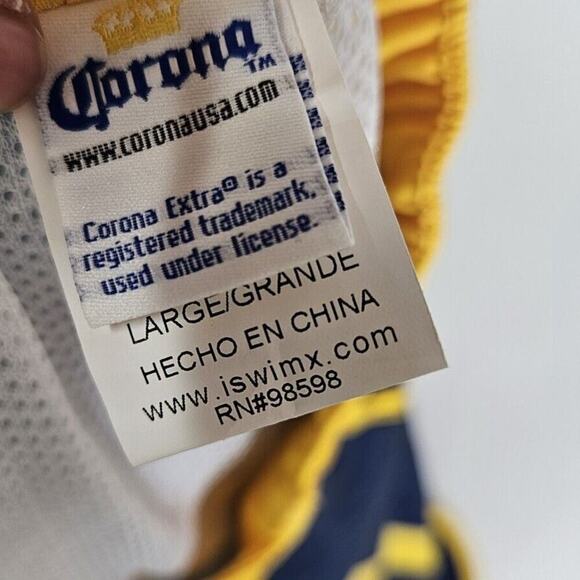 Corona
TM
www.coronausa.com
Corona Extra® is a
registered trademark,
used under license.
LARGE/GRANDE
HECHO EN CHINA
www.iswimx.com
RN#98598